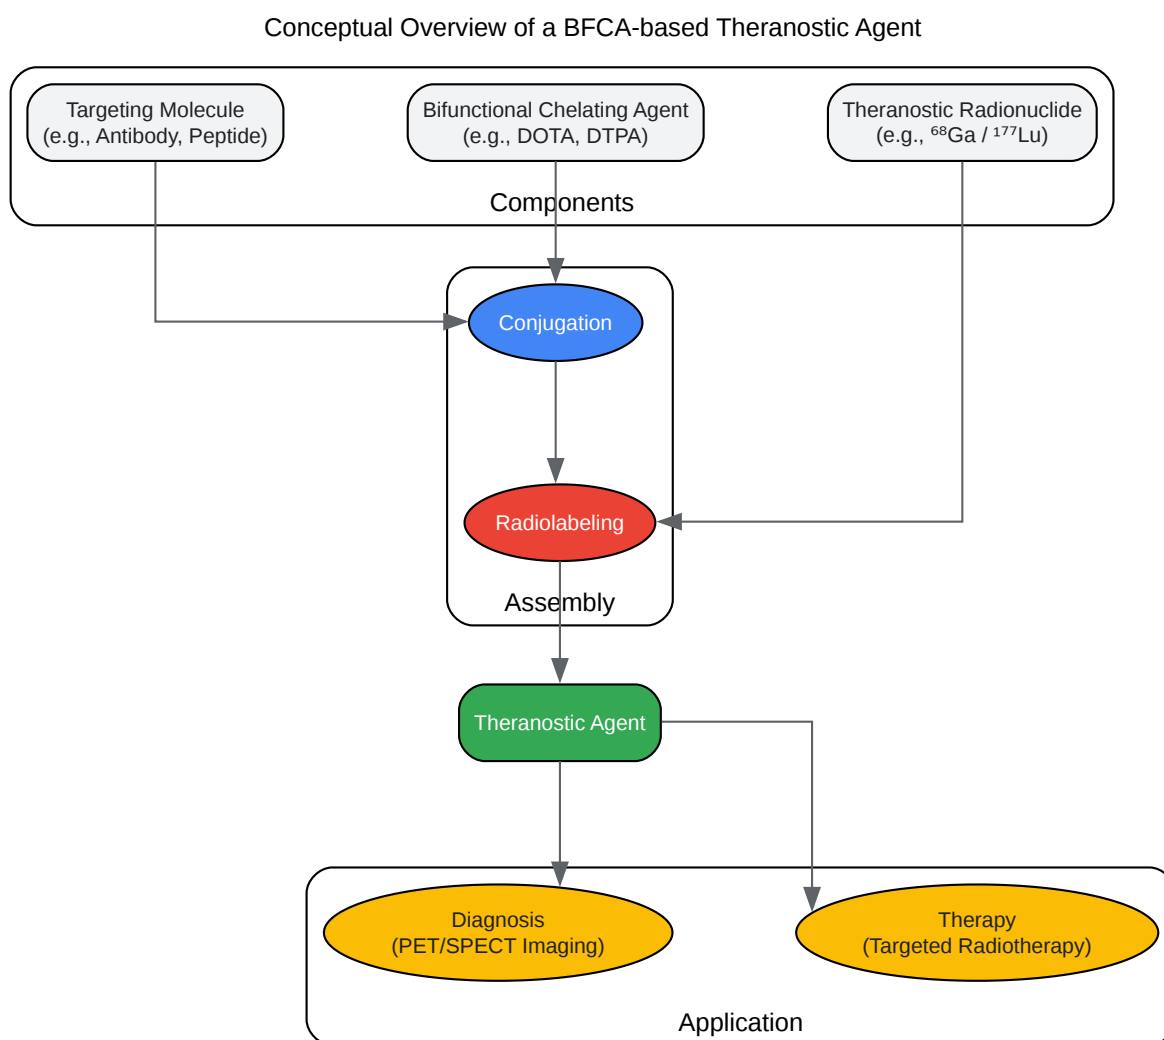 Conceptual Overview of a BFCA-based Theranostic Agent
Targeting Molecule
(e.g., Antibody, Peptide)
Bifunctional Chelating Agent
(e.g., DOTA, DTPA)
Theranostic Radionuclide
(e.g., ⁶⁸Ga / ¹⁷⁷Lu)
Components
Conjugation
Radiolabeling
Assembly
Theranostic Agent
Diagnosis
(PET/SPECT Imaging)
Therapy
(Targeted Radiotherapy)
Application